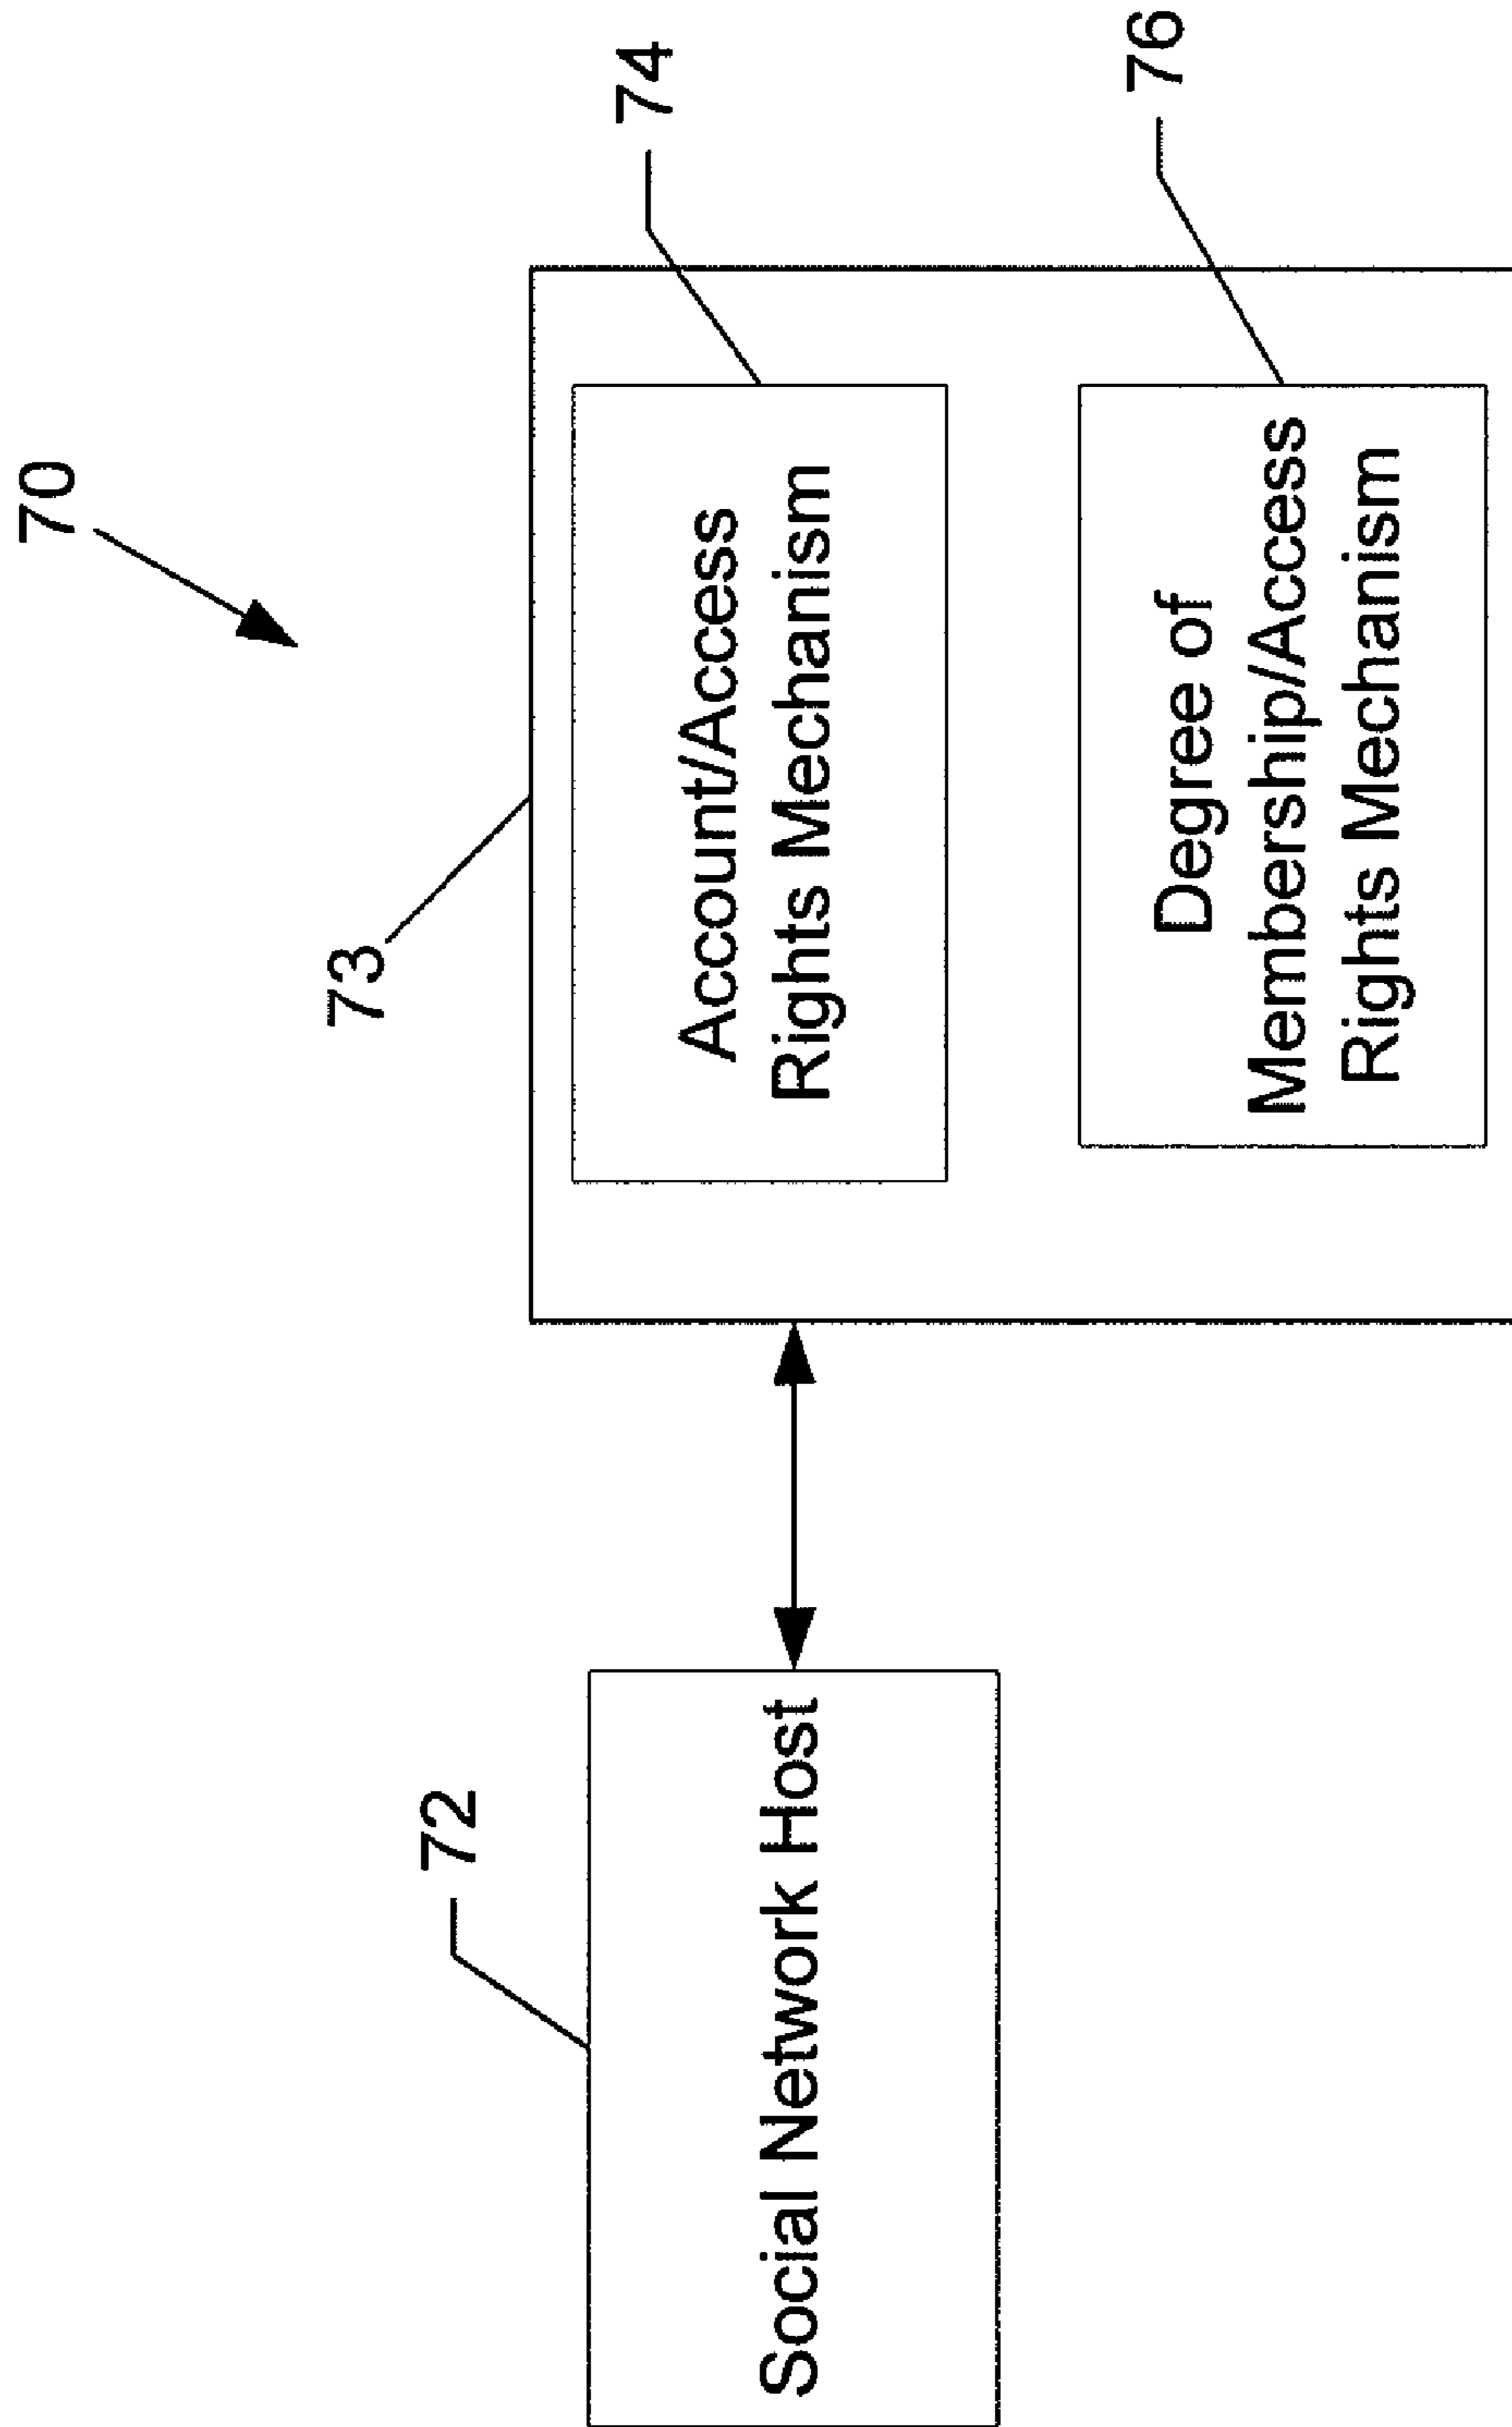 70
73
74
Account/Access
Rights Mechanism
76
Degree of
Membership/Access
Rights Mechanism
72
Social Network Host